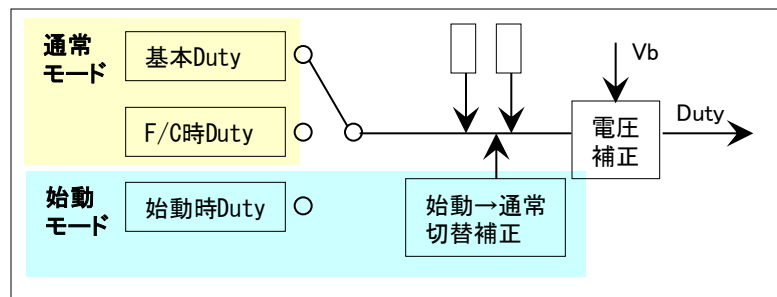 通常
モード
基本Duty
F/C時Duty
始動
モード
始動時Duty
始動→通常
切替補正
Vb
電圧
補正
Duty